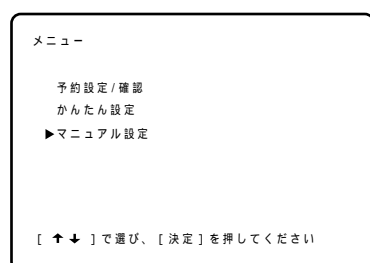 メニュー
予約設定/確認
かんたん設定
▶マニュアル設定
[ ↑↓ ]で選び、[決定]を押してください